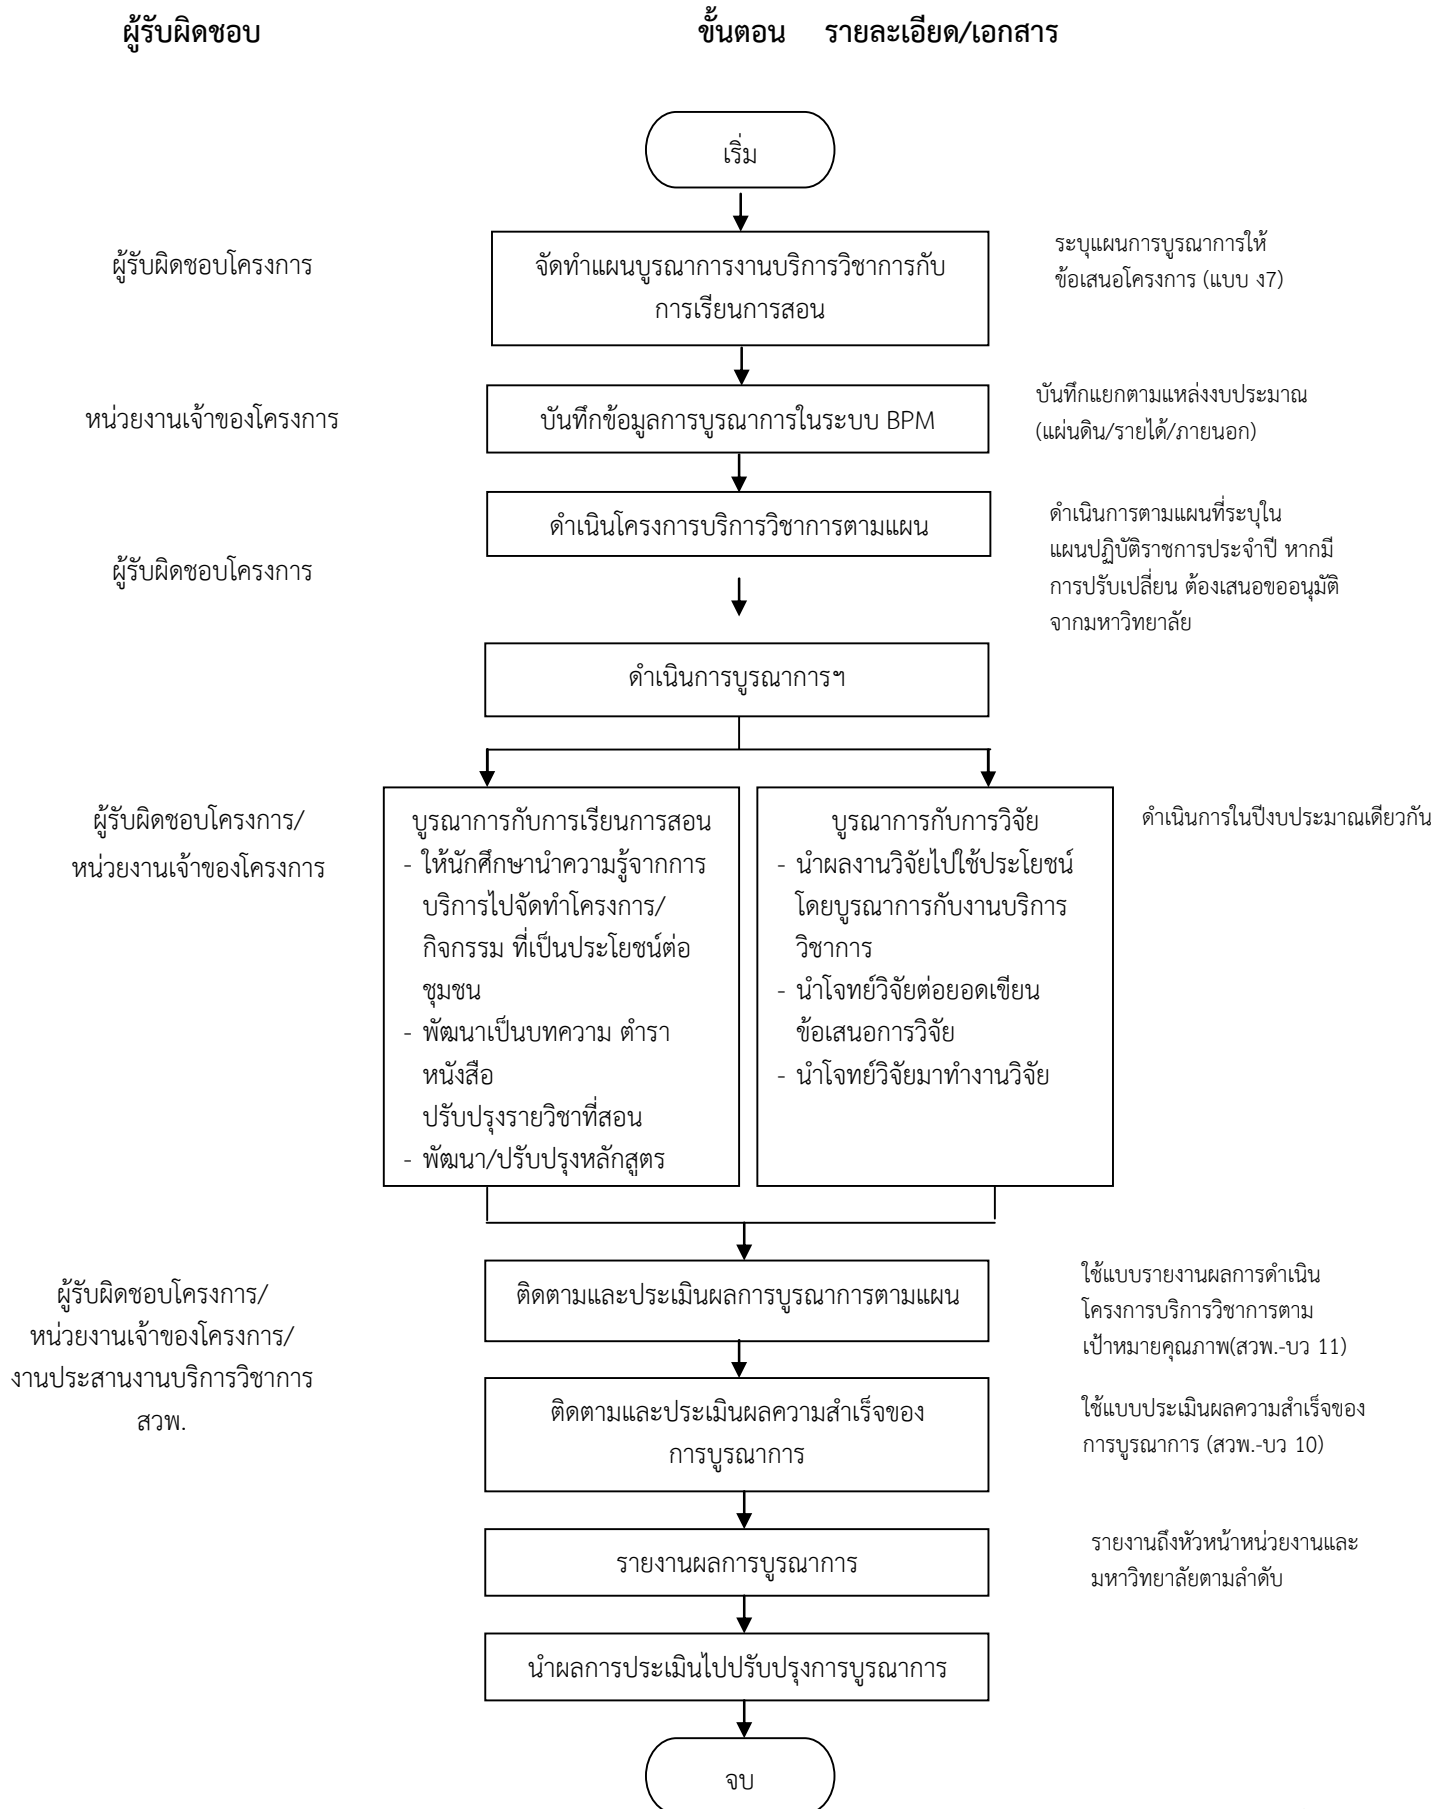 ผู้รับผิดชอบ
ขั้นตอน
รายละเอียด/เอกสาร
เริ่ม
ผู้รับผิดชอบโครงการ
จัดทำแผนบูรณาการงานบริการวิชาการกับ
การเรียนการสอน
ระบุแผนการบูรณาการให้
ข้อเสนอโครงการ (แบบ ง7)
หน่วยงานเจ้าของโครงการ
บันทึกข้อมูลการบูรณาการในระบบ BPM
บันทึกแยกตามแหล่งงบประมาณ
(แผ่นดิน/รายได้/ภายนอก)
ผู้รับผิดชอบโครงการ
ดำเนินโครงการบริการวิชาการตามแผน
ดำเนินการตามแผนที่ระบุใน
แผนปฏิบัติราชการประจำปี หากมี
การปรับเปลี่ยน ต้องเสนอขออนุมัติ
จากมหาวิทยาลัย
ดำเนินการบูรณาการฯ
ผู้รับผิดชอบโครงการ/
หน่วยงานเจ้าของโครงการ
บูรณาการกับการเรียนการสอน
- ให้นักศึกษานำความรู้จากการ
บริการไปจัดทำโครงการ/
กิจกรรม ที่เป็นประโยชน์ต่อ
ชุมชน
- พัฒนาเป็นบทความ ตำรา
หนังสือ
ปรับปรุงรายวิชาที่สอน
- พัฒนา/ปรับปรุงหลักสูตร
บูรณาการกับการวิจัย
- นำผลงานวิจัยไปใช้ประโยชน์
โดยบูรณาการกับงานบริการ
วิชาการ
- นำโจทย์วิจัยต่อยอดเขียน
ข้อเสนอการวิจัย
- นำโจทย์วิจัยมาทำงานวิจัย
ดำเนินการในปีงบประมาณเดียวกัน
ผู้รับผิดชอบโครงการ/
หน่วยงานเจ้าของโครงการ/
งานประสานงานบริการวิชาการ
สวพ.
ติดตามและประเมินผลการบูรณาการตามแผน
ใช้แบบรายงานผลการดำเนิน
โครงการบริการวิชาการตาม
เป้าหมายคุณภาพ(สวพ.-บว 11)
ติดตามและประเมินผลความสำเร็จของ
การบูรณาการ
ใช้แบบประเมินผลความสำเร็จของ
การบูรณาการ (สวพ.-บว 10)
รายงานผลการบูรณาการ
รายงานถึงหัวหน้าหน่วยงานและ
มหาวิทยาลัยตามลำดับ
นำผลการประเมินไปปรับปรุงการบูรณาการ
จบ